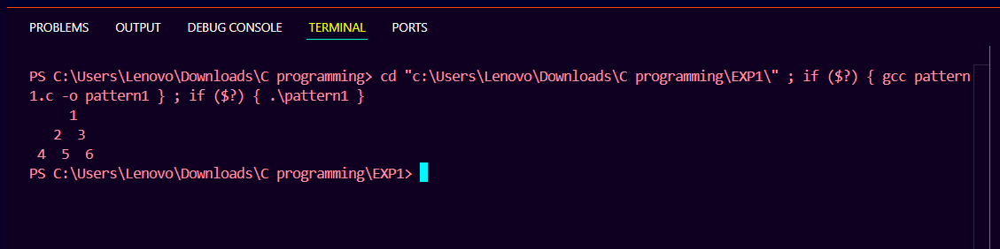 PROBLEMS OUTPUT DEBUG CONSOLE TERMINAL PORTS
PS C:\Users\Lenovo\Downloads\C programming> cd "c:\Users\Lenovo\Downloads\C programming\EXP1\" ; if ($?) { gcc pattern
1.c -o pattern1 } ; if ($?) { .\pattern1 }
     1
   2  3
 4  5  6
PS C:\Users\Lenovo\Downloads\C programming\EXP1>